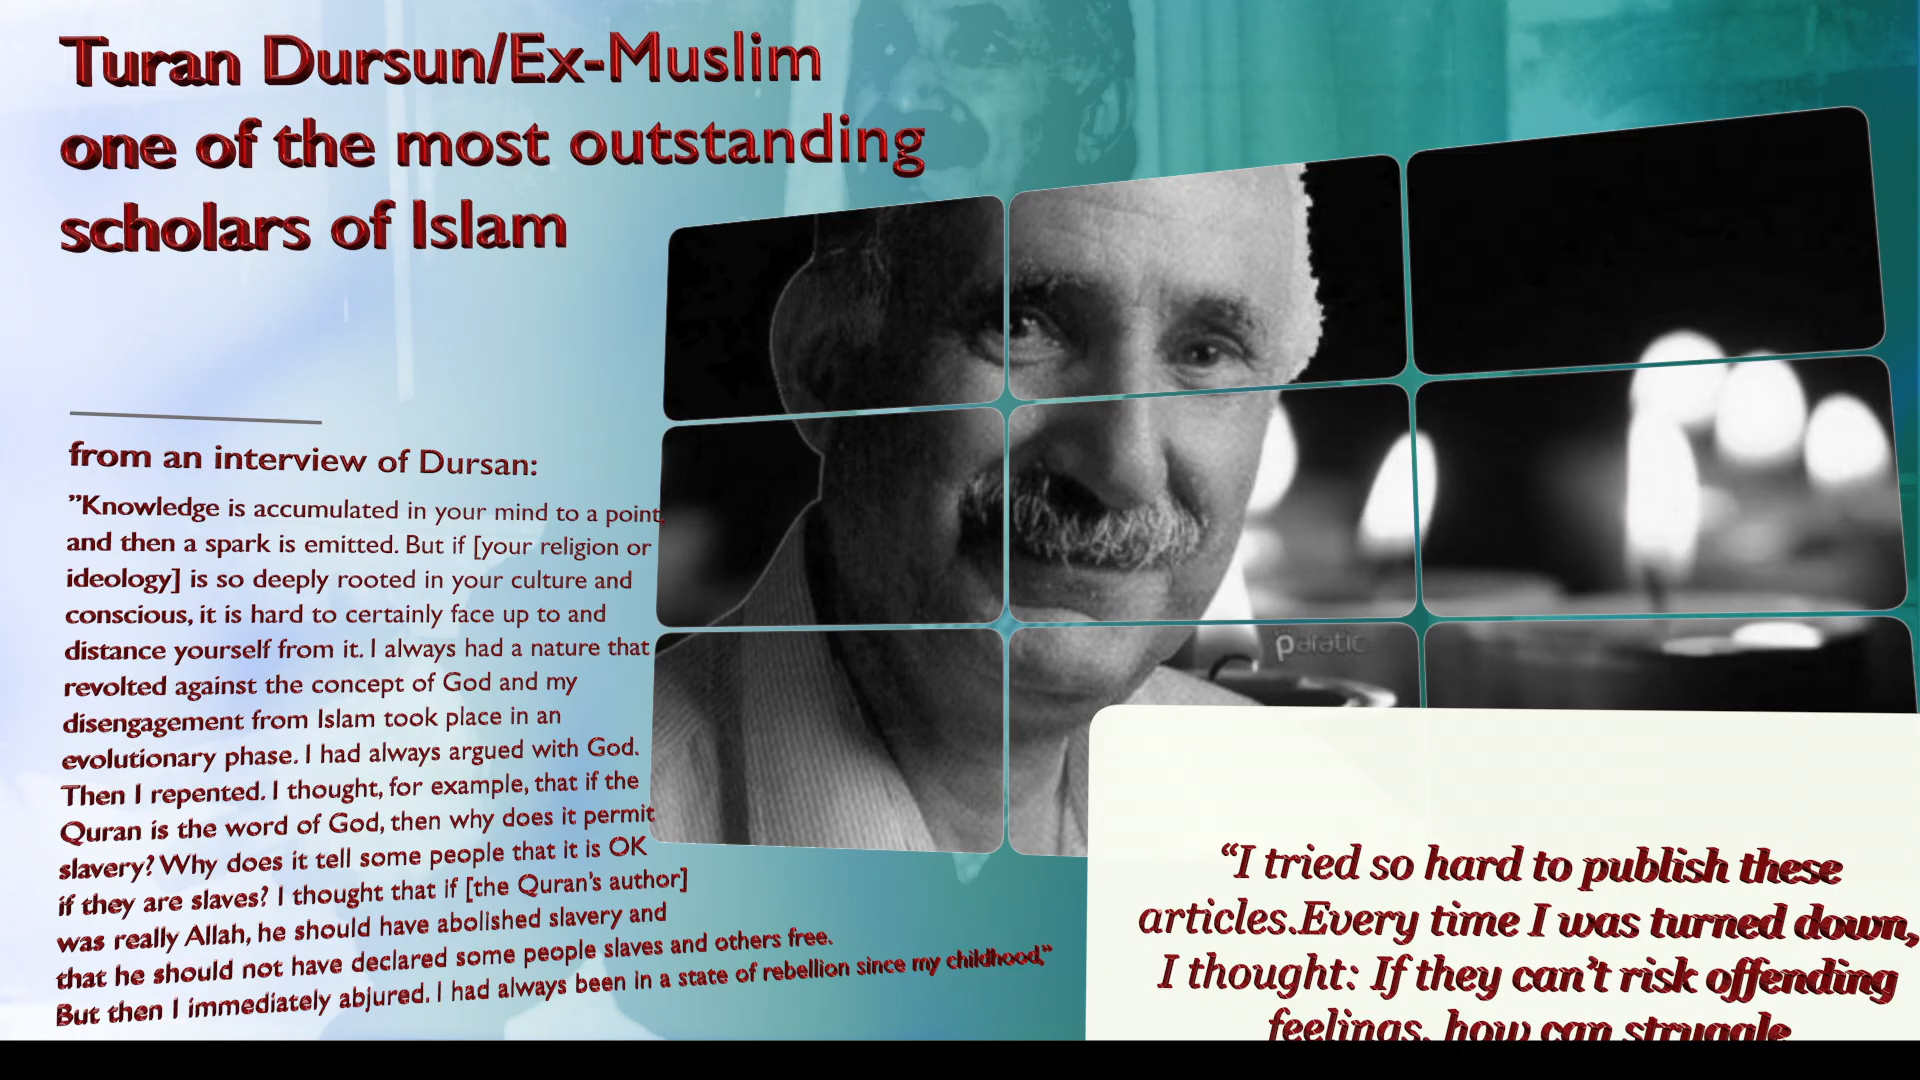 Turan Dursun/Ex-Muslim
one of the most outstanding
scholars of Islam
from an interview of Dursan:
”Knowledge is accumulated in your mind to a point,
and then a spark is emitted. But if [your religion or
ideology] is so deeply rooted in your culture and
conscious, it is hard to certainly face up to and
distance yourself from it. I always had a nature that
revolted against the concept of God and my
disengagement from Islam took place in an
evolutionary phase. I had always argued with God.
Then I repented. I thought, for example, that if the
Quran is the word of God, then why does it permit
slavery? Why does it tell some people that it is OK
if they are slaves? I thought that if [the Quran’s author]
was really Allah, he should have abolished slavery and
that he should not have declared some people slaves and others free.
But then I immediately abjured. I had always been in a state of rebellion since my childhood,”
paratic
“I tried so hard to publish these
articles.Every time I was turned down,
I thought: If they can’t risk offending
feelings, how can struggle